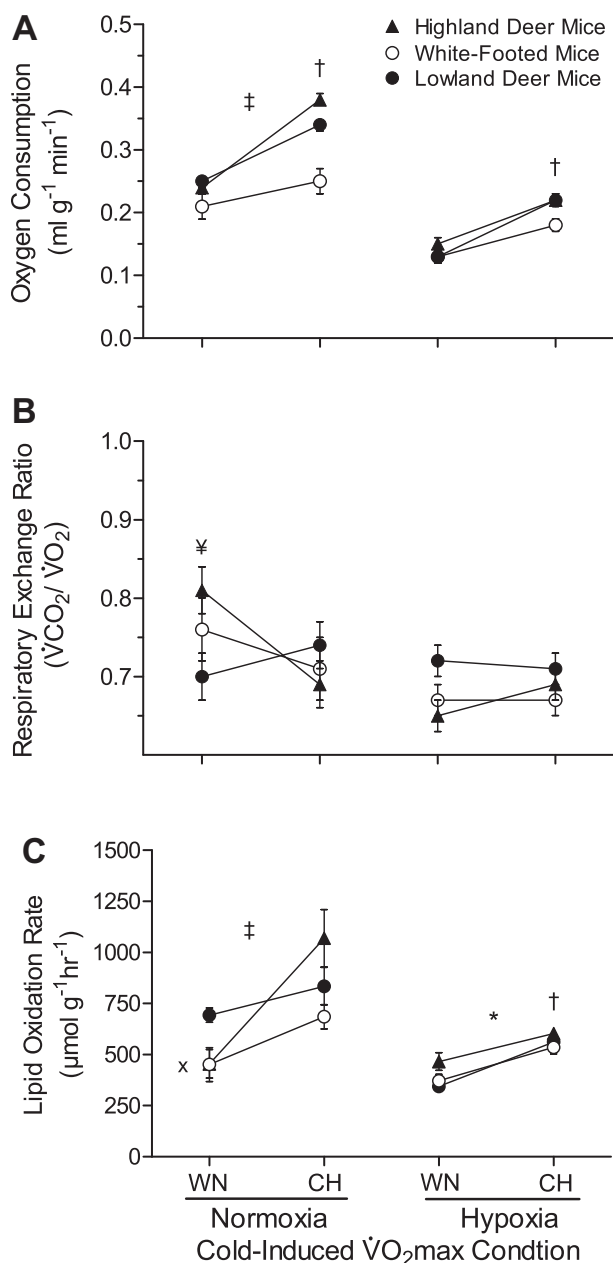 A
Highland Deer Mice
White-Footed Mice
Lowland Deer Mice
†
‡
†
Oxygen Consumption
(ml g⁻¹ min⁻¹)
0.5
0.4
0.3
0.2
0.1
0.0
B
Respiratory Exchange Ratio
(V̇CO₂/ V̇O₂)
1.0
0.9
0.8
0.7
C
Lipid Oxidation Rate
(µmol g⁻¹hr⁻¹)
1500
1250
1000
750
500
250
0
‡
x
*
†
WN CH WN CH
Normoxia Hypoxia
Cold-Induced V̇O₂max Condtion